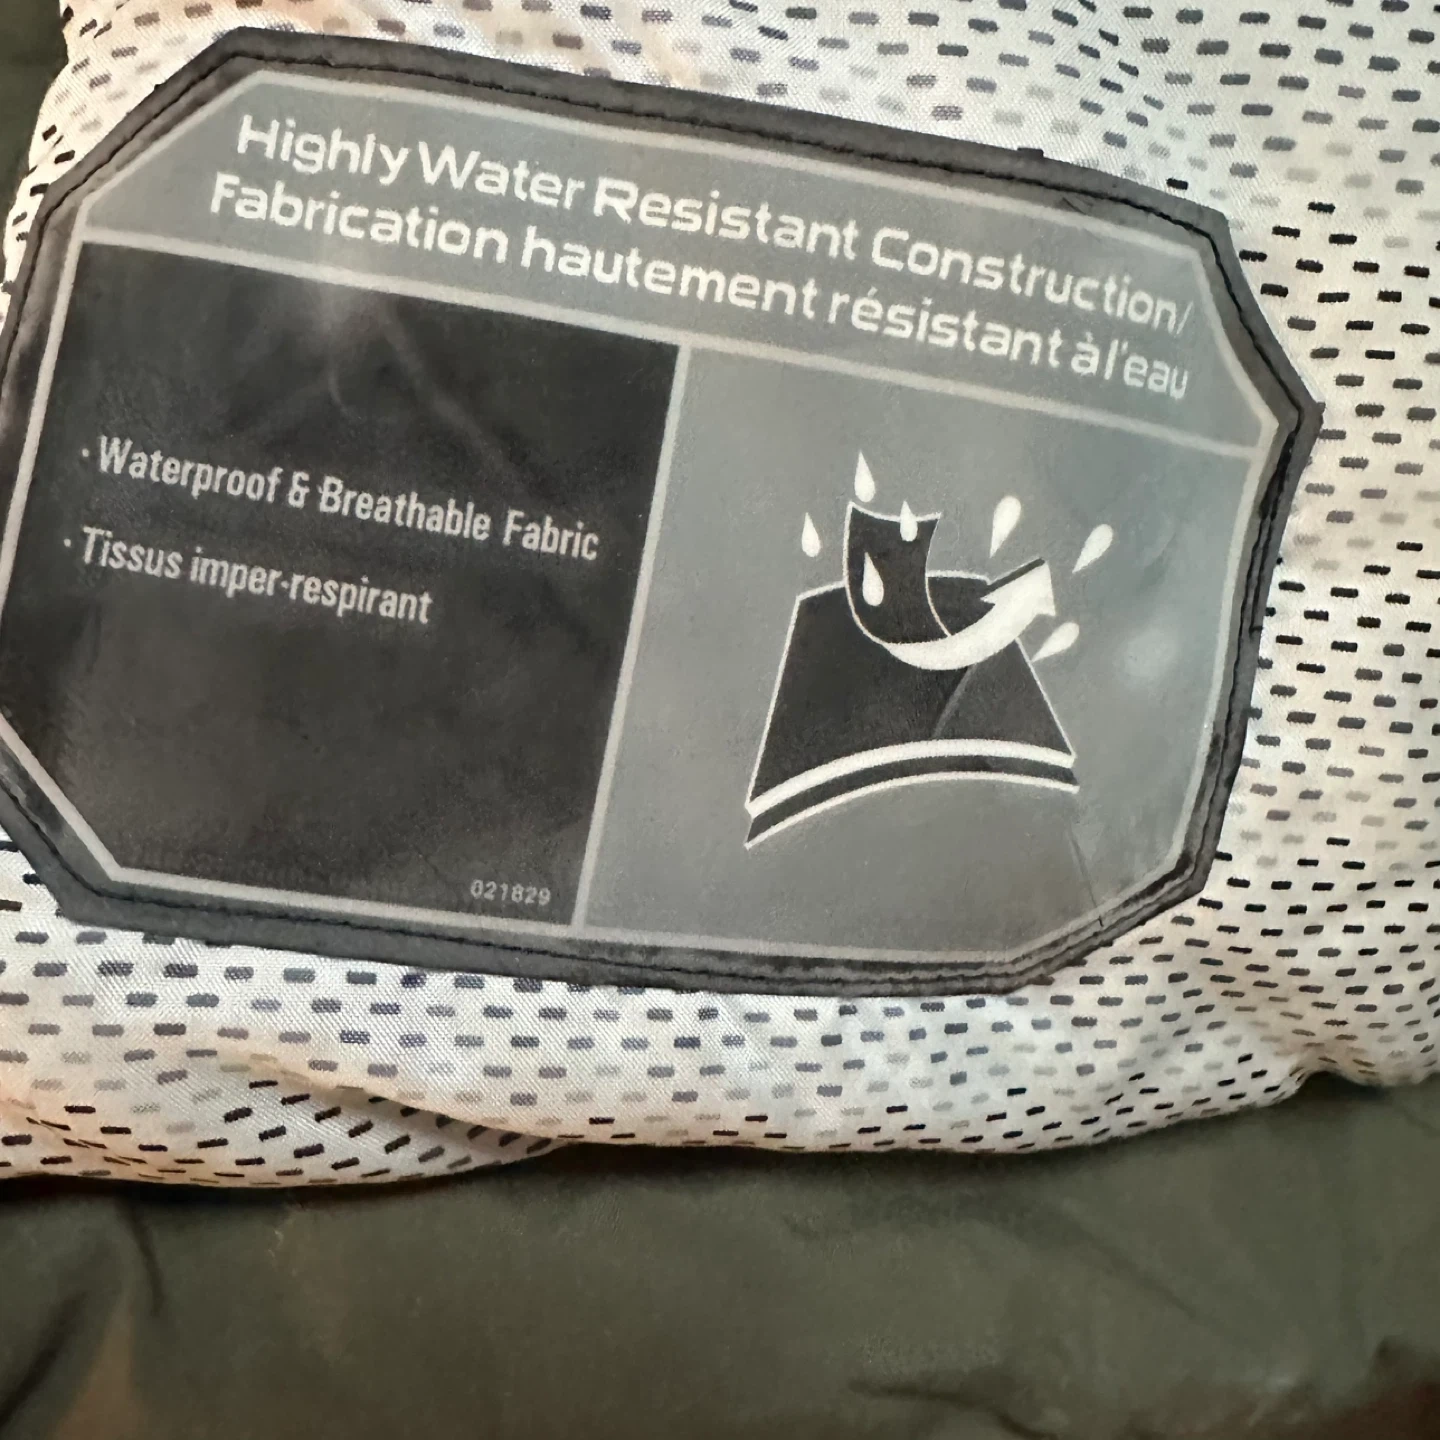 Highly Water Resistant Construction/
Fabrication hautement résistant à l'eau
· Waterproof & Breathable Fabric
· Tissus imper-respirant
021829